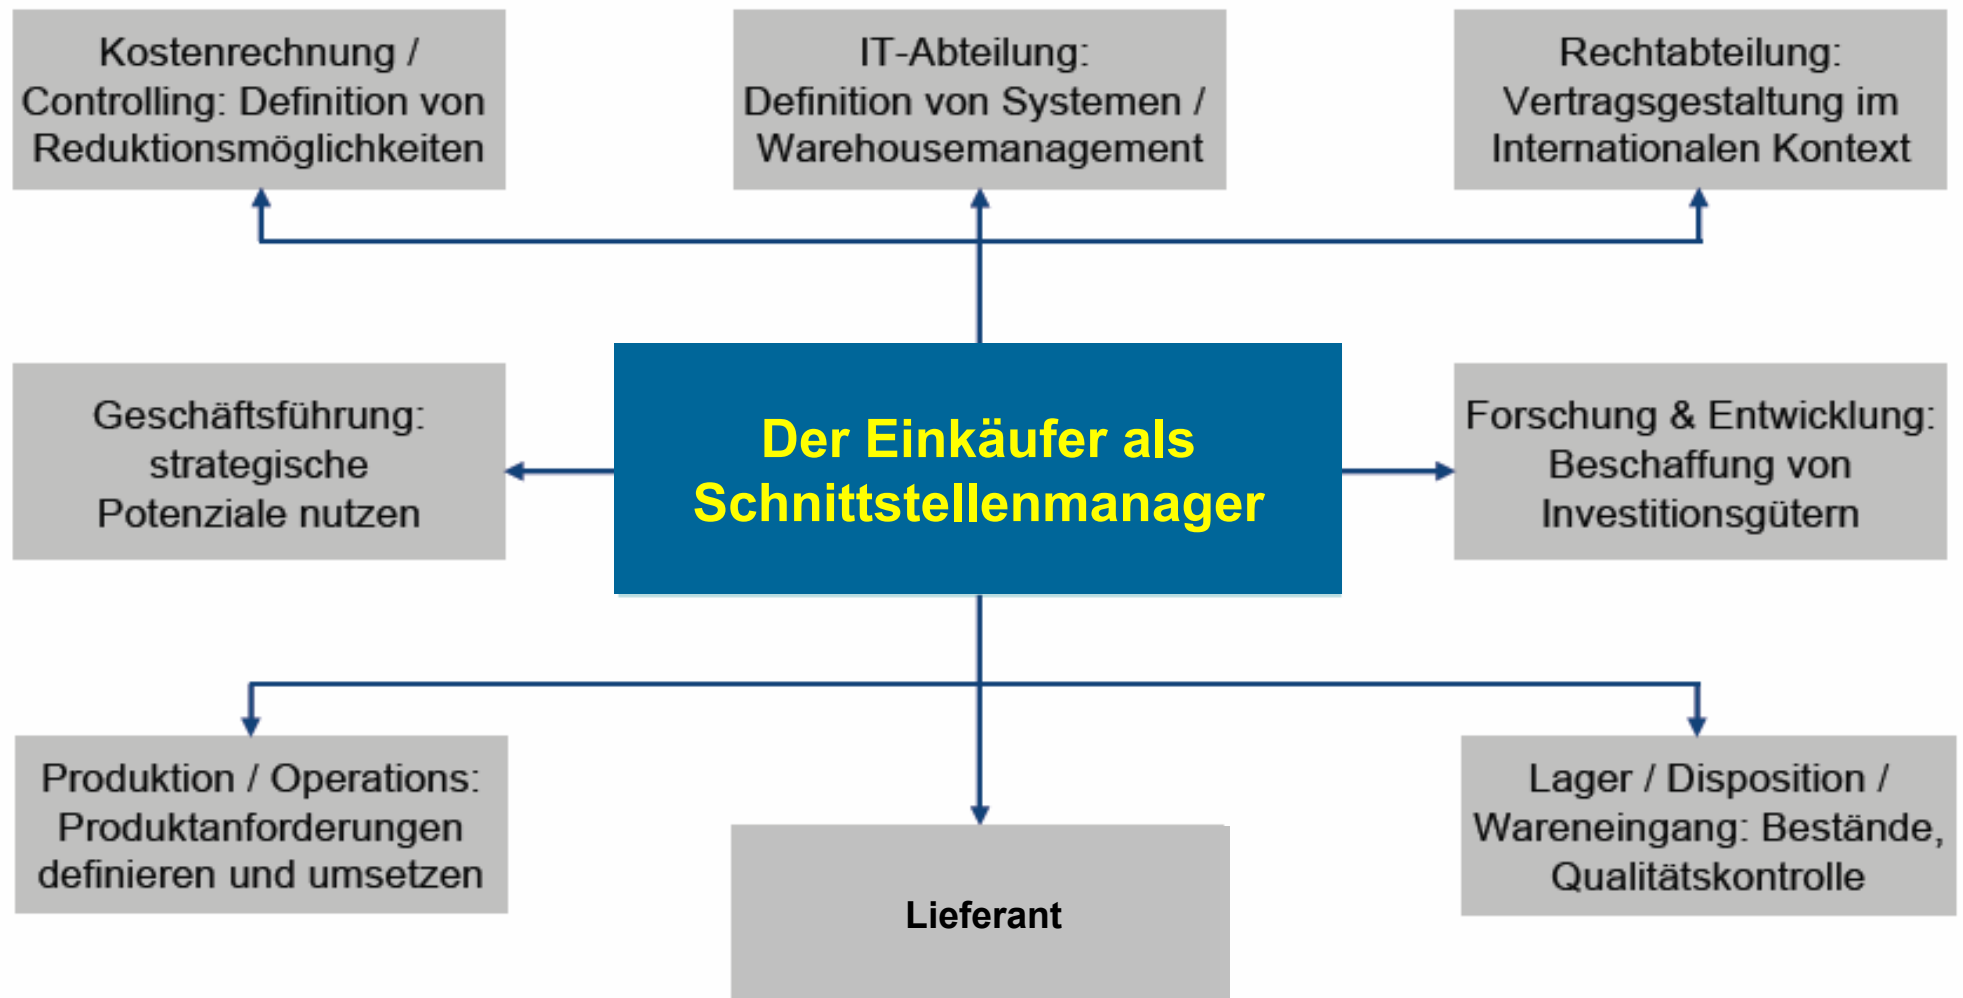 Kostenrechnung /
Controlling: Definition von
Reduktionsmöglichkeiten
IT-Abteilung:
Definition von Systemen /
Warehousemanagement
Rechtabteilung:
Vertragsgestaltung im
Internationalen Kontext
Geschäftsführung:
strategische
Potenziale nutzen
Der Einkäufer als
Schnittstellenmanager
Forschung & Entwicklung:
Beschaffung von
Investitionsgütern
Produktion / Operations:
Produktanforderungen
definieren und umsetzen
Lieferant
Lager / Disposition /
Wareneingang: Bestände,
Qualitätskontrolle